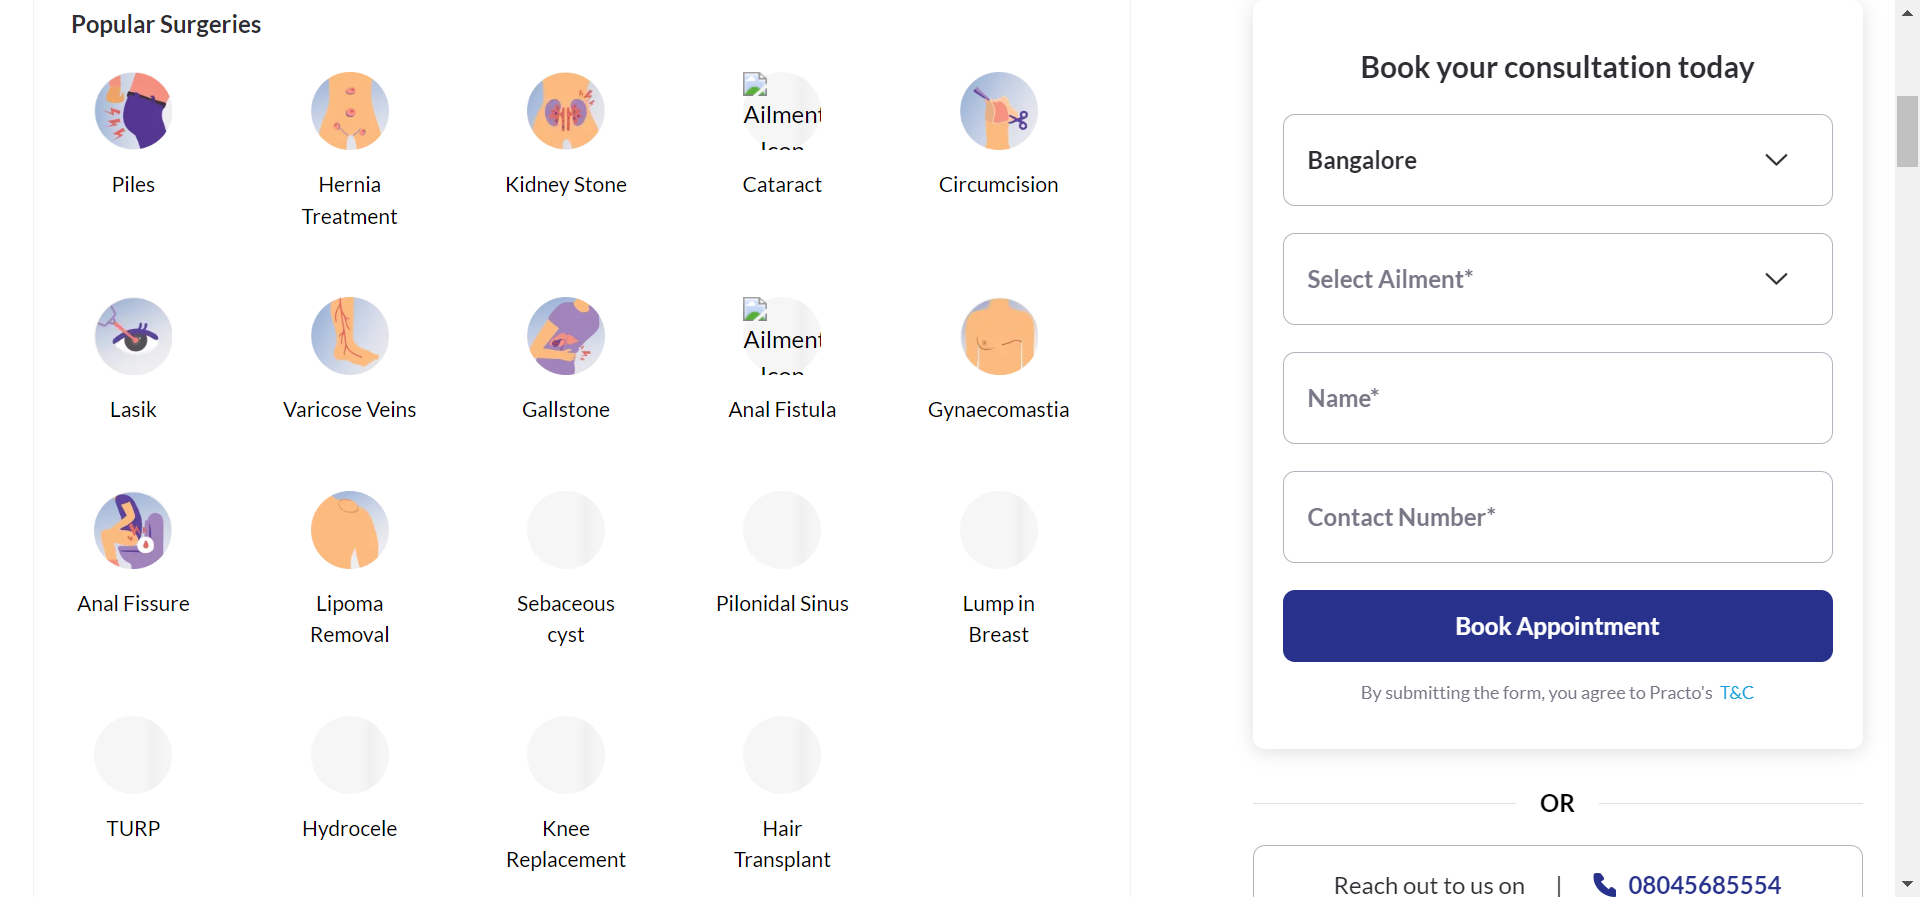 Popular Surgeries
Piles
Hernia
Treatment
Kidney Stone
Ailment
Icon
Cataract
Circumcision
Lasik
Varicose Veins
Gallstone
Ailment
Icon
Anal Fistula
Gynaecomastia
Anal Fissure
Lipoma
Removal
Sebaceous
cyst
Pilonidal Sinus
Lump in
Breast
TURP
Hydrocele
Knee
Replacement
Hair
Transplant
Book your consultation today
Bangalore
Select Ailment*
Name*
Contact Number*
Book Appointment
By submitting the form, you agree to Practo's T&C
OR
Reach out to us on | 08045685554